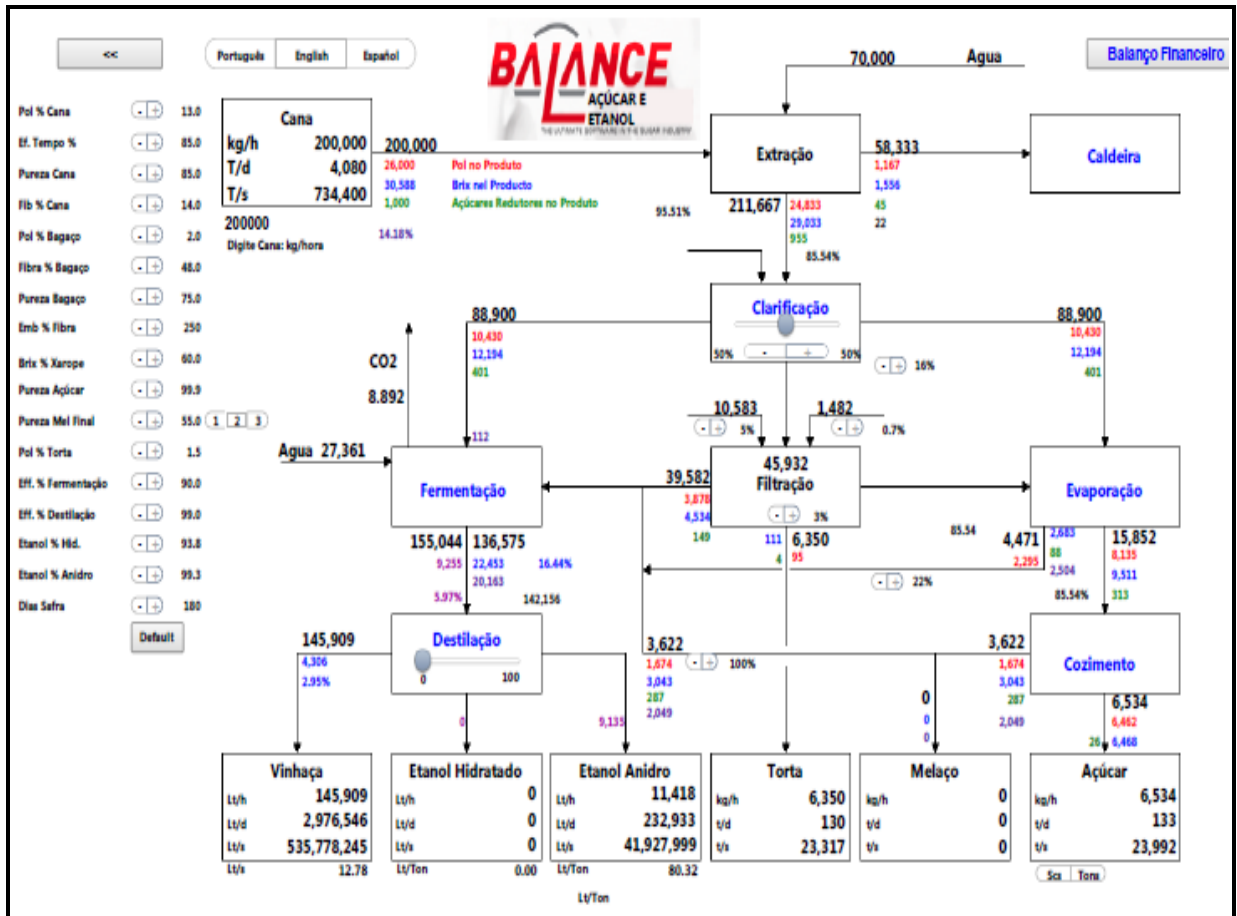 <<
Português English Español
BALANCE
AÇÚCAR E
ETANOL
THE ULTIMATE SOFTWARE IN THE SUGAR INDUSTRY
70,000 Agua
Balanço Financeiro
Pol % Cana - + 13.0
Ef. Tempo % - + 85.0
Pureza Cana - + 85.0
Fib % Cana - + 14.0
Pol % Bagaço - + 2.0
Fibra % Bagaço - + 48.0
Pureza Bagaço - + 75.0
Emb % Fibra - + 250
Brix % Xarope - + 60.0
Pureza Açúcar - + 99.9
Pureza Mel Final - + 55.0 1 2 3
Pol % Torta - + 1.5
Eff. % Fermentação - + 90.0
Eff. % Destilação - + 99.0
Etanol % Hid. - + 93.8
Etanol % Anidro - + 99.3
Dias Safra - + 180
Default
Cana
kg/h 200,000
T/d 4,080
T/s 734,400
200000
Digite Cana: kg/hora
200,000
26,000 Pol no Produto
30,588 Brix nel Producto
1,000 Açúcares Redutores no Produto
14.18%
Extração
58,333
1,167
1,556
45
22
Caldeira
95.51%
211,667 24,833
29,033
955
85.54%
Clarificação
50% - + 50%
- + 16%
88,900
10,430
12,194
401
88,900
10,430
12,194
401
CO2
8.892
112
10,583
- + 5%
1,482
- + 0.7%
Agua 27,361
Fermentação
39,582
3,878
4,534
149
45,932
Filtração
- + 3%
111 6,350
4 95
Evaporação
85.54
4,471 2,683
2,295 88
2,504
15,852
8,135
9,511
85.54% 313
- + 22%
155,044 136,575
9,255 22,453 16.44%
20,163
5.97% 142,156
Destilação
0 100
145,909
4,306
2.95%
3,622
1,674 - + 100%
3,043
287
2,049
3,622
1,674
3,043
287
2,049
Cozimento
0
0
0
6,534
6,462
26 6,468
0
9,135
Vinhaça
Lt/h 145,909
Lt/d 2,976,546
Lt/s 535,778,245
Lt/s 12.78
Etanol Hidratado
Lt/h 0
Lt/d 0
Lt/s 0
Lt/Ton 0.00
Etanol Anidro
Lt/h 11,418
Lt/d 232,933
Lt/s 41,927,999
Lt/Ton 80.32
Lt/Ton
Torta
kg/h 6,350
t/d 130
t/s 23,317
Melaço
kg/h 0
t/d 0
t/s 0
Açúcar
kg/h 6,534
t/d 133
t/s 23,992
Scs Tons